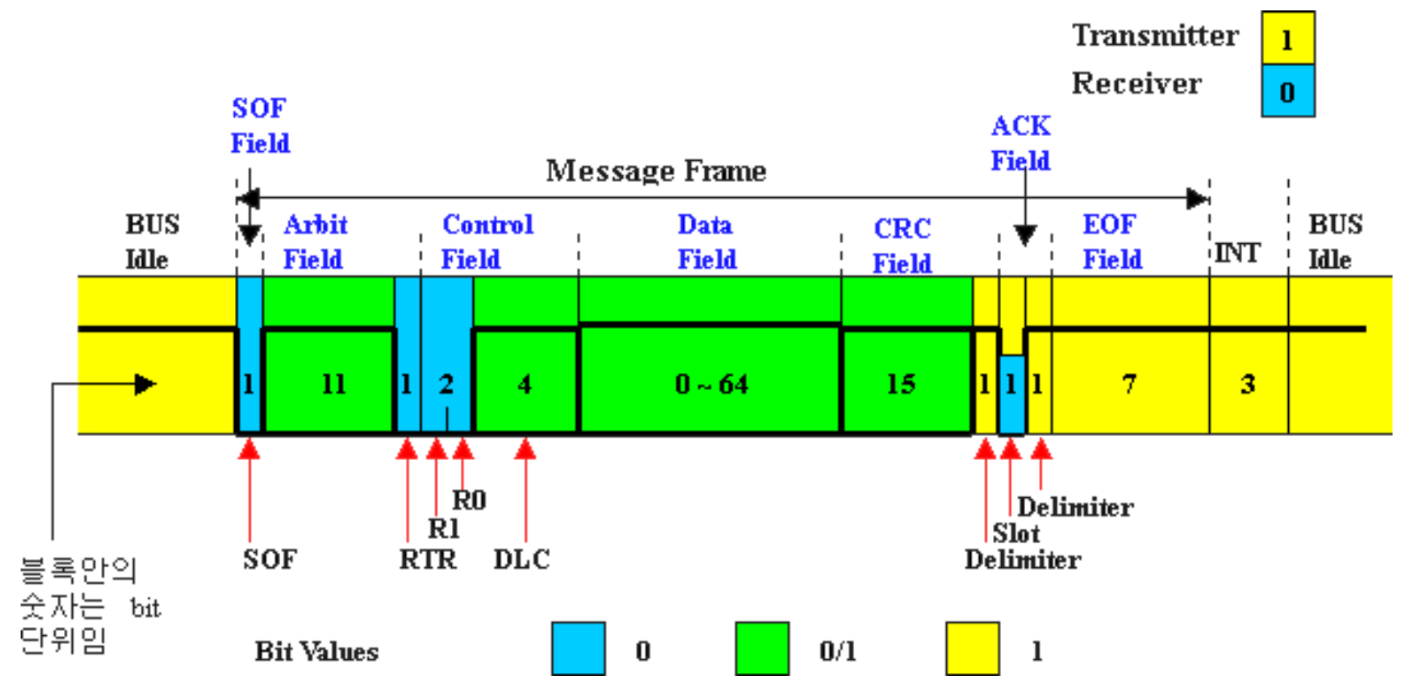 Transmitter 1
Receiver 0
SOF
Field
ACK
Field
Message Frame
BUS
Idle
Arbit
Field
Control
Field
Data
Field
CRC
Field
EOF
Field
INT
BUS
Idle
1 11 1 2 4 0 ~ 64 15 1 1 1 7 3
R0
R1
Delimiter
Slot
SOF RTR DLC Delimiter
블록안의
숫자는 bit
단위임
Bit Values 0 0/1 1